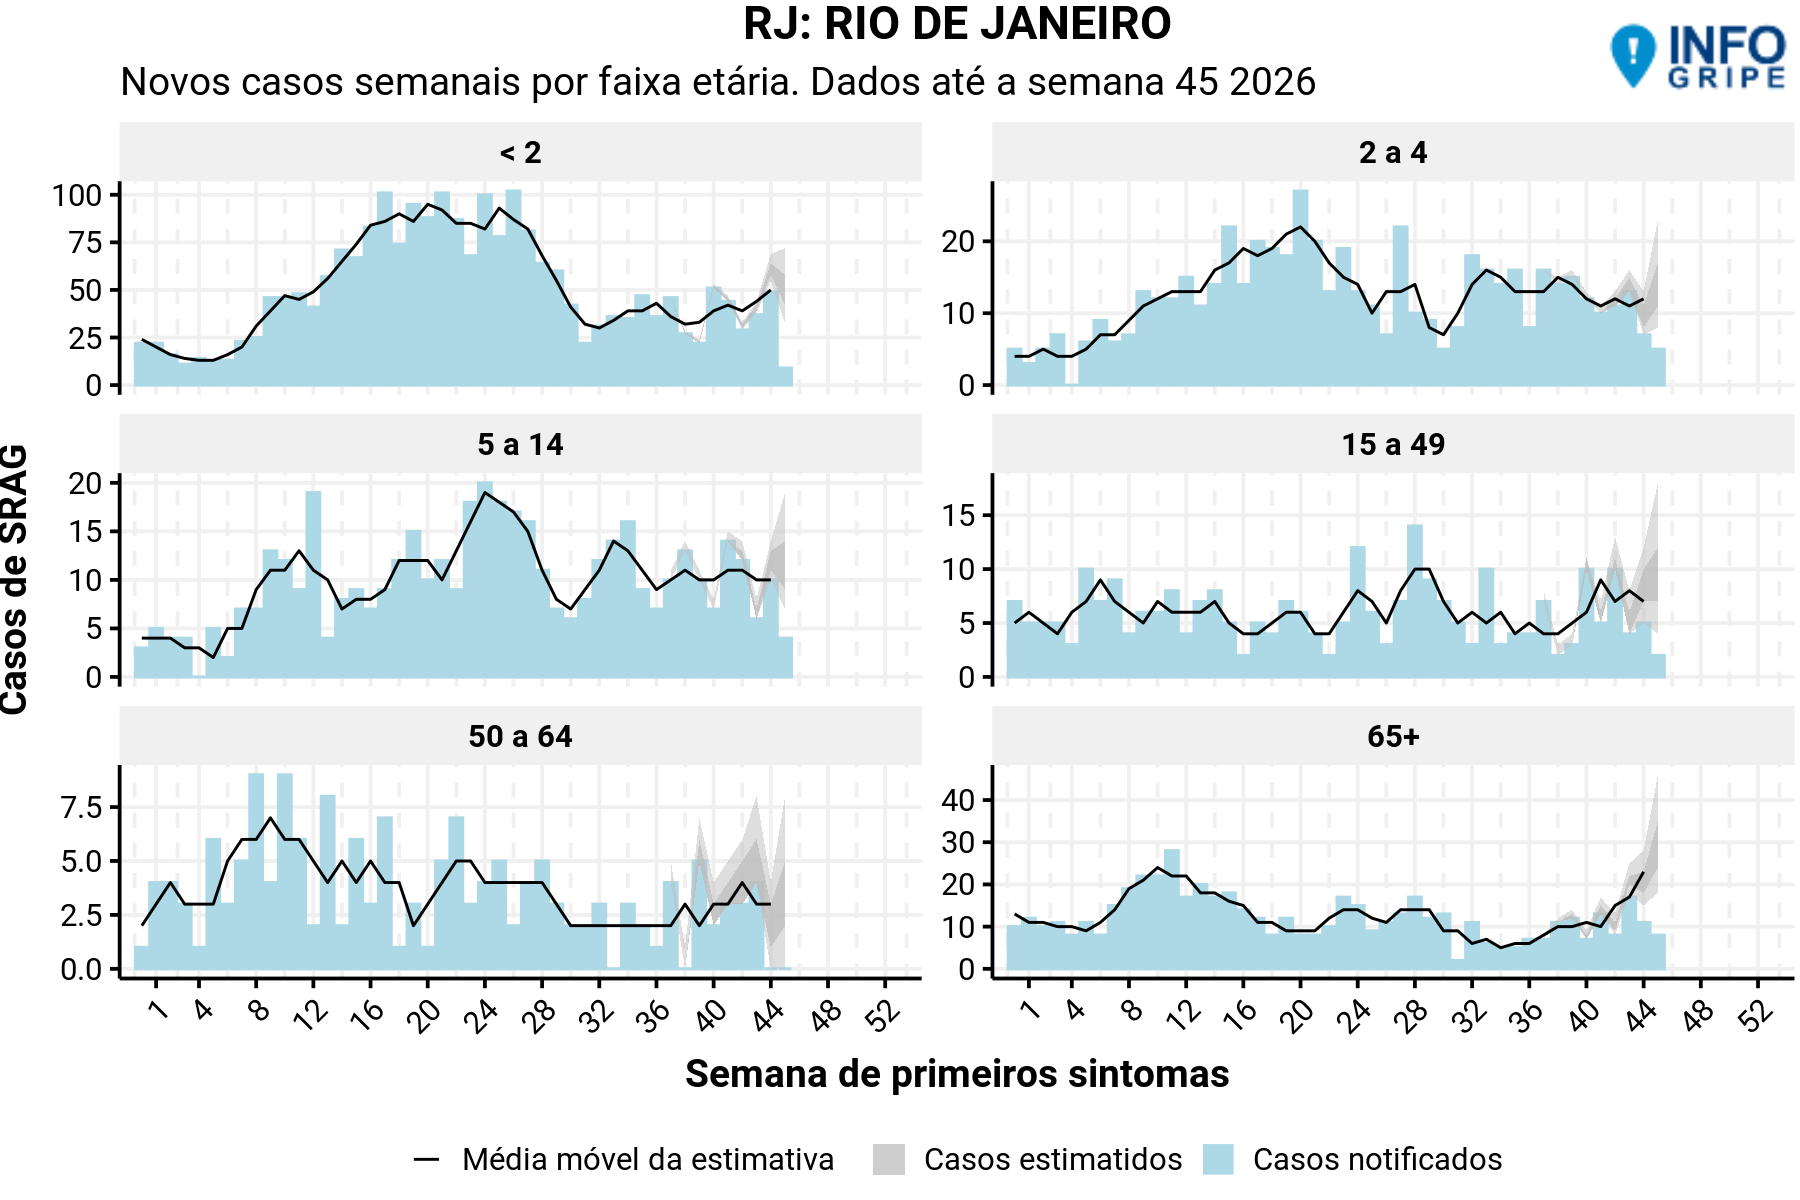 RJ: RIO DE JANEIRO
INFO
GRIPE
Novos casos semanais por faixa etária. Dados até a semana 45 2026
< 2
2 a 4
100
75
50
25
0
20
10
0
5 a 14
15 a 49
20
15
10
5
0
15
10
5
0
50 a 64
65+
7.5
5.0
2.5
0.0
40
30
20
10
0
Casos de SRAG
1 4 8 12 16 20 24 28 32 36 40 44 48 52
1 4 8 12 16 20 24 28 32 36 40 44 48 52
Semana de primeiros sintomas
Média móvel da estimativa Casos estimatidos Casos notificados